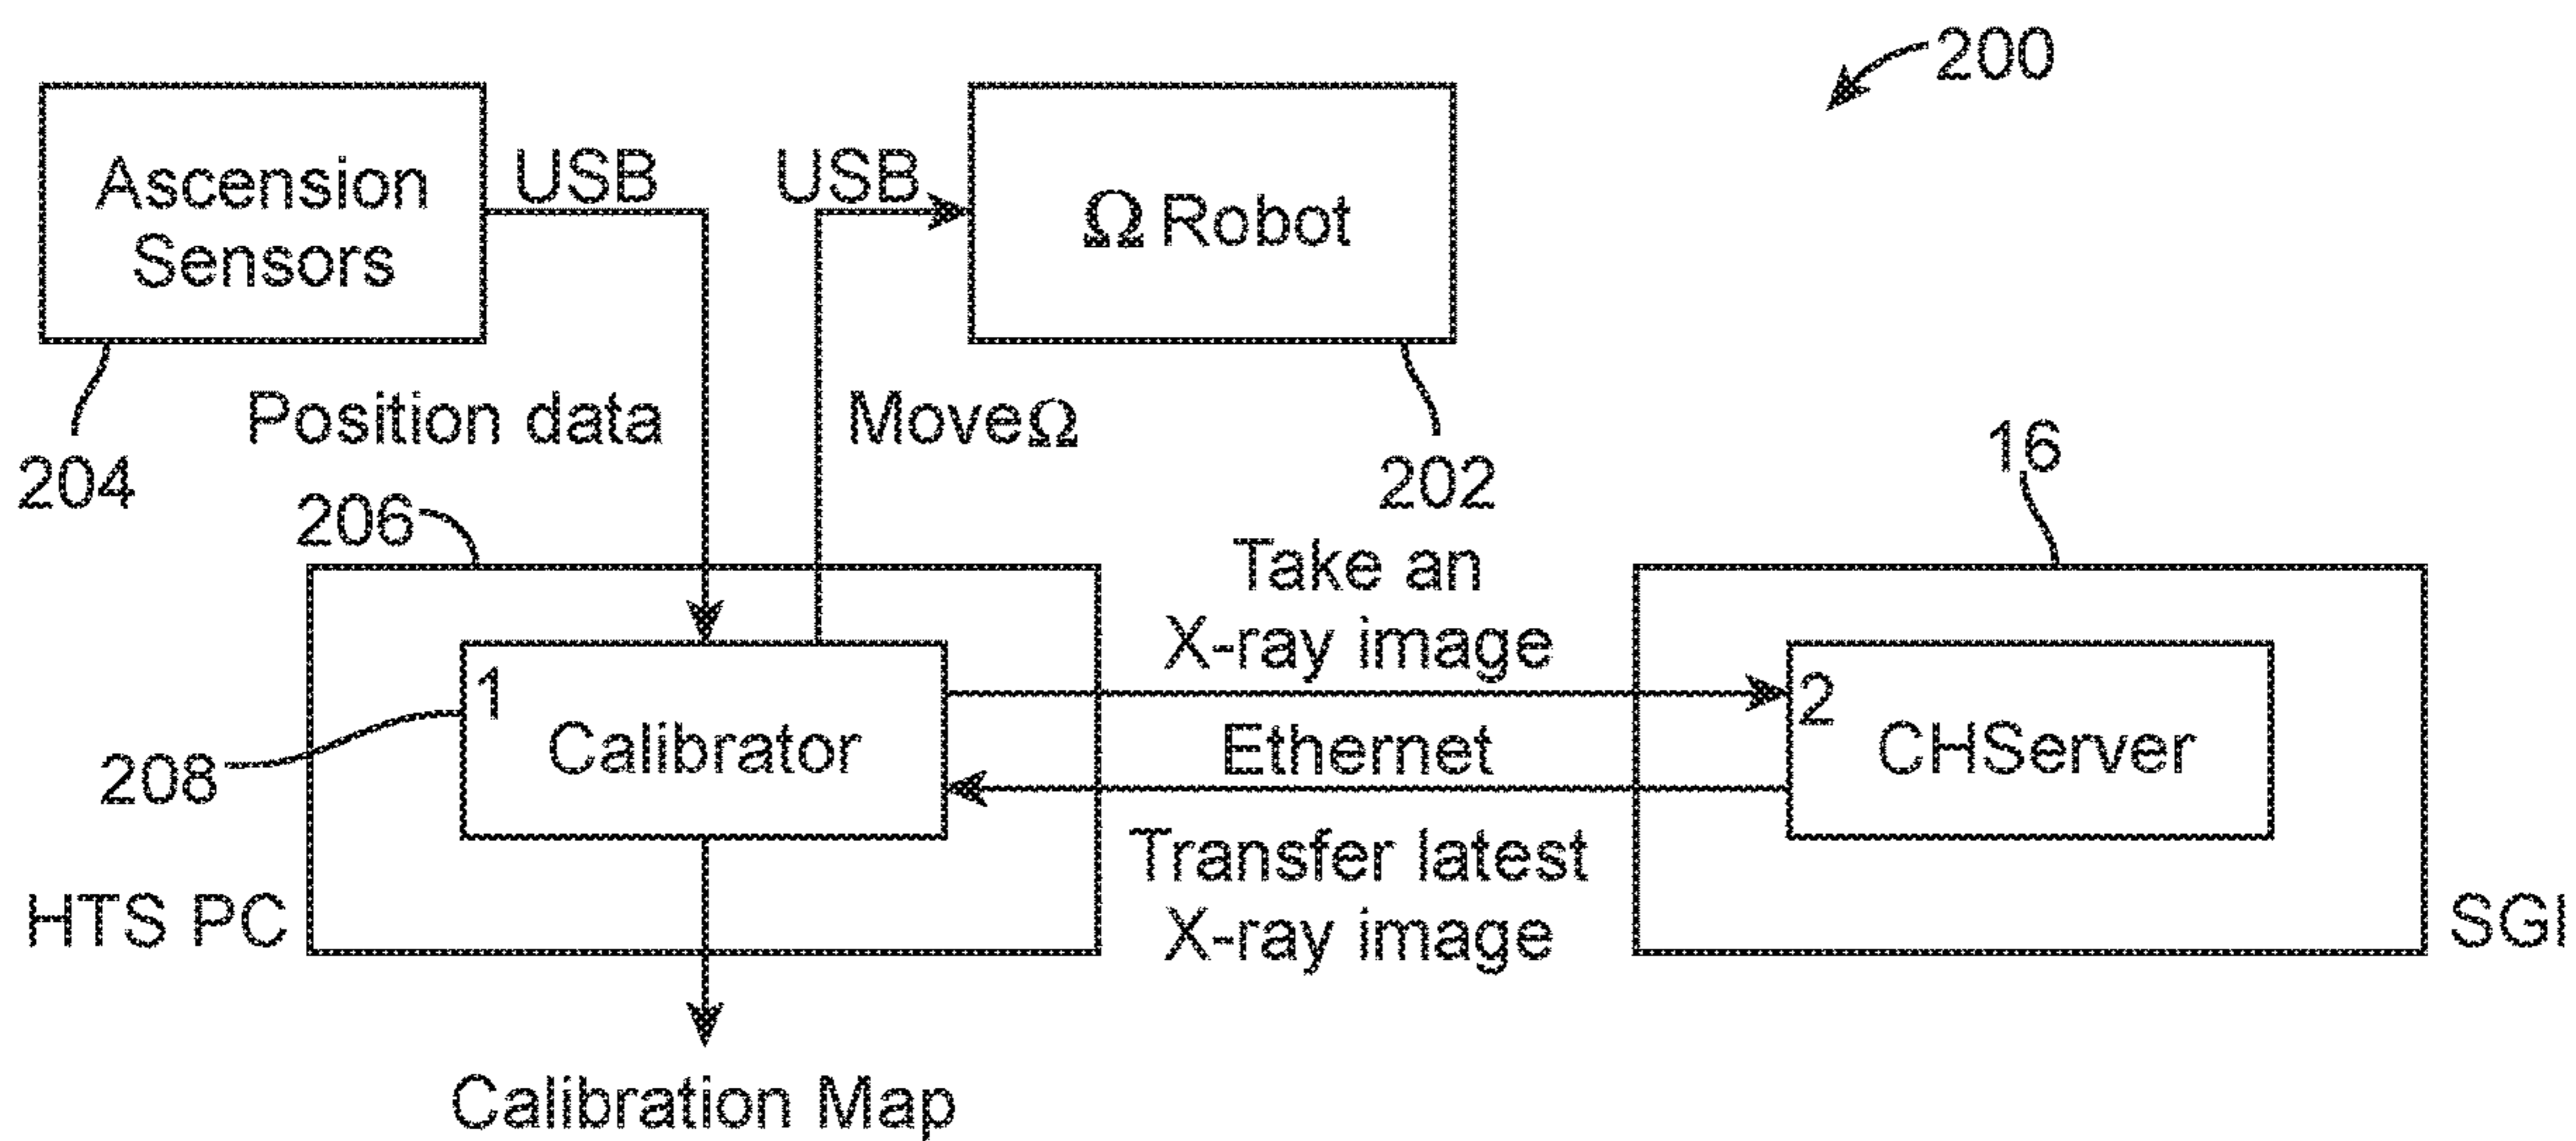 200
Ascension
Sensors
USB
USB
Ω Robot
Position data
MoveΩ
204
202
16
206
Take an
X-ray image
1
Calibrator
208
Ethernet
2
CHServer
Transfer latest
X-ray image
HTS PC
SGI
Calibration Map